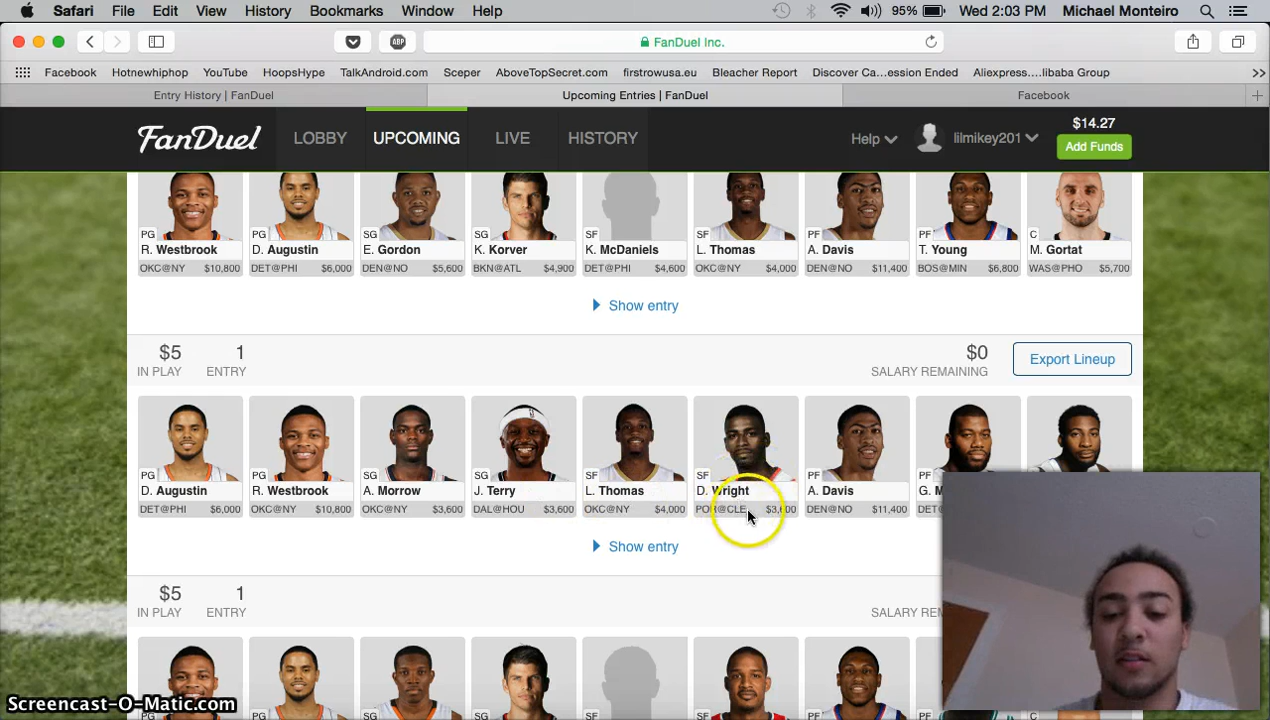 Safari File Edit View History Bookmarks Window Help 95% Wed 2:03 PM Michael Monteiro
ABP FanDuel Inc.
Facebook Hotnewhiphop YouTube HoopsHype TalkAndroid.com Sceper AboveTopSecret.com firstrowusa.eu Bleacher Report Discover Ca...ession Ended Aliexpress....libaba Group
Entry History | FanDuel Upcoming Entries | FanDuel Facebook
FanDuel LOBBY UPCOMING LIVE HISTORY Help lilmikey201 $14.27
Add Funds
PG PG SG SG SF SF PF PF C
R. Westbrook D. Augustin E. Gordon K. Korver K. McDaniels L. Thomas A. Davis T. Young M. Gortat
OKC@NY $10,800 DET@PHI $6,000 DEN@NO $5,600 BKN@ATL $4,900 DET@PHI $4,600 OKC@NY $4,000 DEN@NO $11,400 BOS@MIN $6,800 WAS@PHO $5,700
Show entry
$5 1 $0 Export Lineup
IN PLAY ENTRY SALARY REMAINING
PG PG SG SG SF SF PF PF
D. Augustin R. Westbrook A. Morrow J. Terry L. Thomas D. Wright A. Davis G.
DET@PHI $6,000 OKC@NY $10,800 OKC@NY $3,600 DAL@HOU $3,600 OKC@NY $4,000 POR@CLE $3,600 DEN@NO $11,400
Show entry
$5 1
IN PLAY ENTRY SALARY
PG PG SG SG SF SF PF
Screencast-O-Matic.com